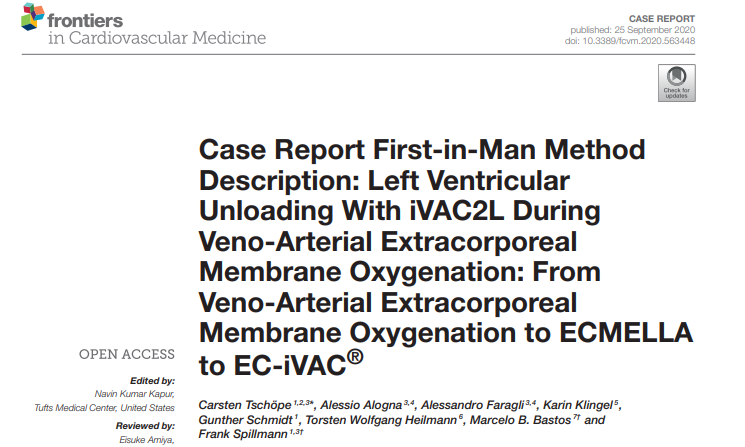 frontiers
in Cardiovascular Medicine
CASE REPORT
published: 25 September 2020
doi: 10.3389/fcvm.2020.563448
Check for
updates
Case Report First-in-Man Method
Description: Left Ventricular
Unloading With iVAC2L During
Veno-Arterial Extracorporeal
Membrane Oxygenation: From
Veno-Arterial Extracorporeal
Membrane Oxygenation to ECMELLA
to EC-iVAC®
OPEN ACCESS
Edited by:
Navin Kumar Kapur,
Tufts Medical Center, United States
Reviewed by:
Eisuke Amiya,
Carsten Tschöpe 1,2,3*, Alessio Alogna 3,4, Alessandro Faragli 3,4, Karin Klingel 5,
Gunther Schmidt 1, Torsten Wolfgang Heilmann 6, Marcelo B. Bastos 7† and
Frank Spillmann 1,3†